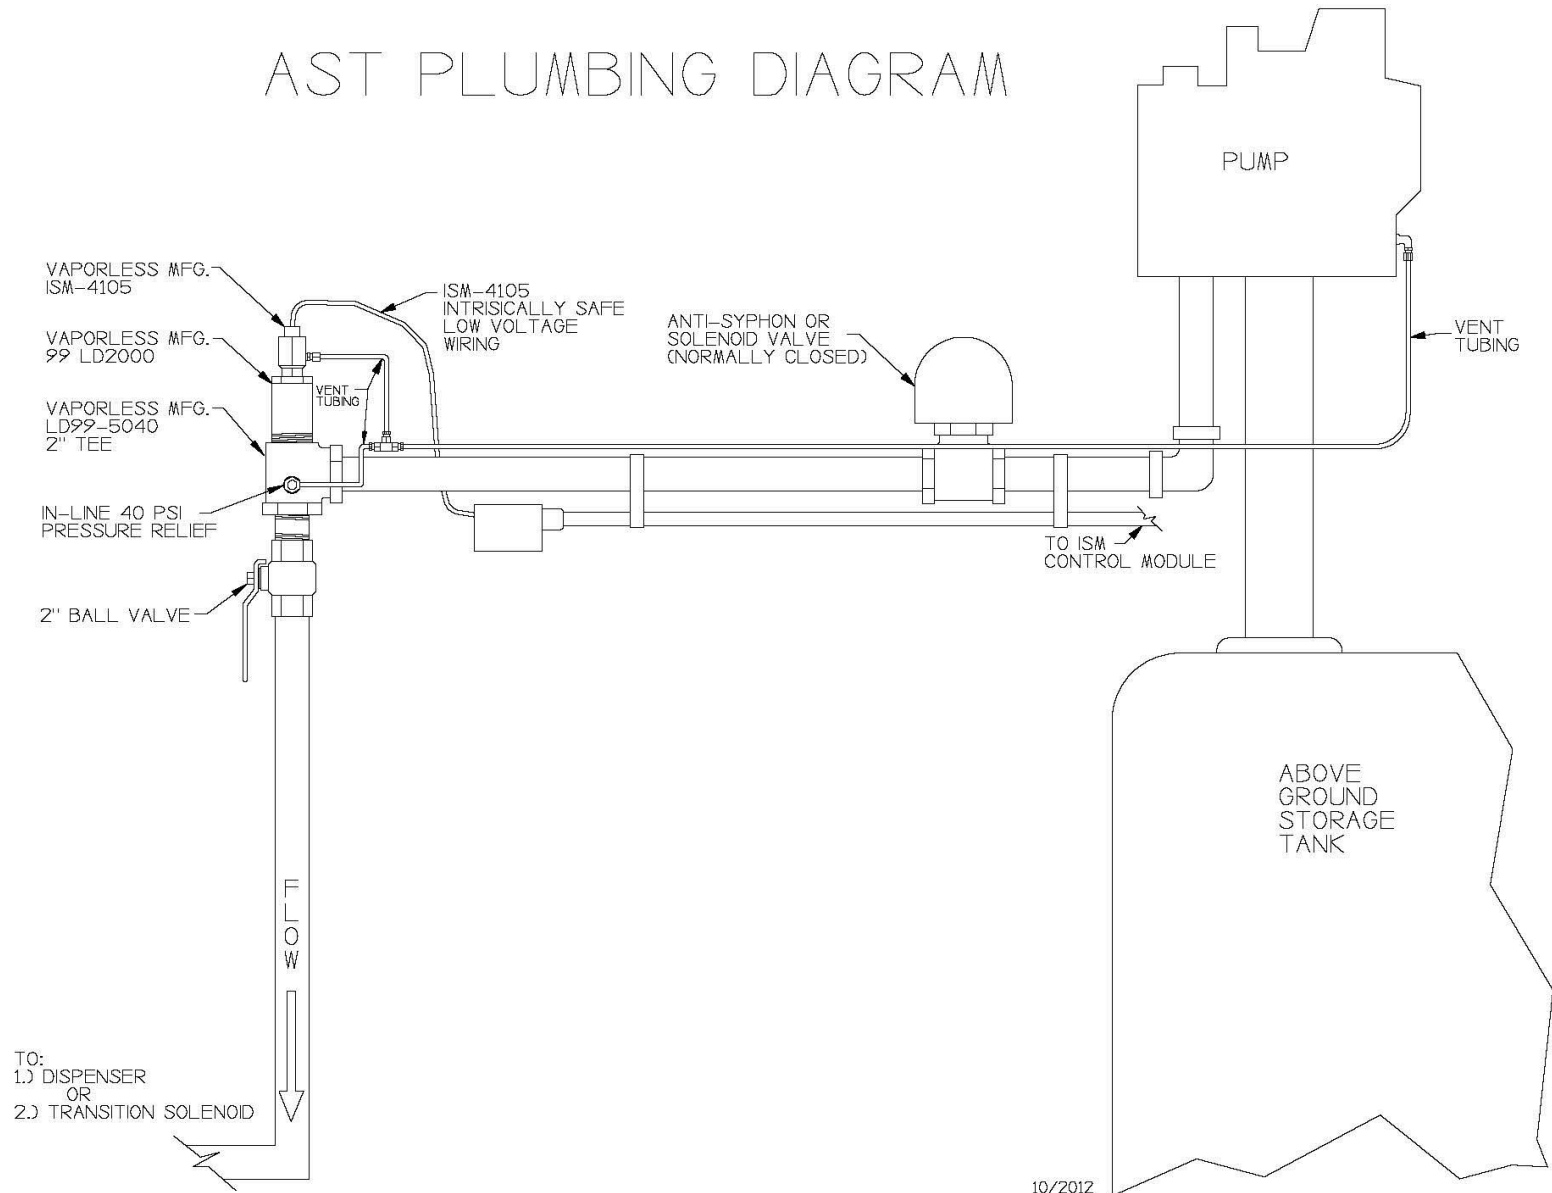 AST PLUMBING DIAGRAM
PUMP
VAPORLESS MFG.
ISM-4105
VAPORLESS MFG.
99 LD2000
VAPORLESS MFG.
LD99-5040
2" TEE
IN-LINE 40 PSI
PRESSURE RELIEF
2" BALL VALVE
ISM-4105
INTRISICALLY SAFE
LOW VOLTAGE
WIRING
VENT
TUBING
ANTI-SYPHON OR
SOLENOID VALVE
(NORMALLY CLOSED)
VENT
TUBING
TO ISM
CONTROL MODULE
ABOVE
GROUND
STORAGE
TANK
FLOW
TO:
1.) DISPENSER
OR
2.) TRANSITION SOLENOID
10/2012